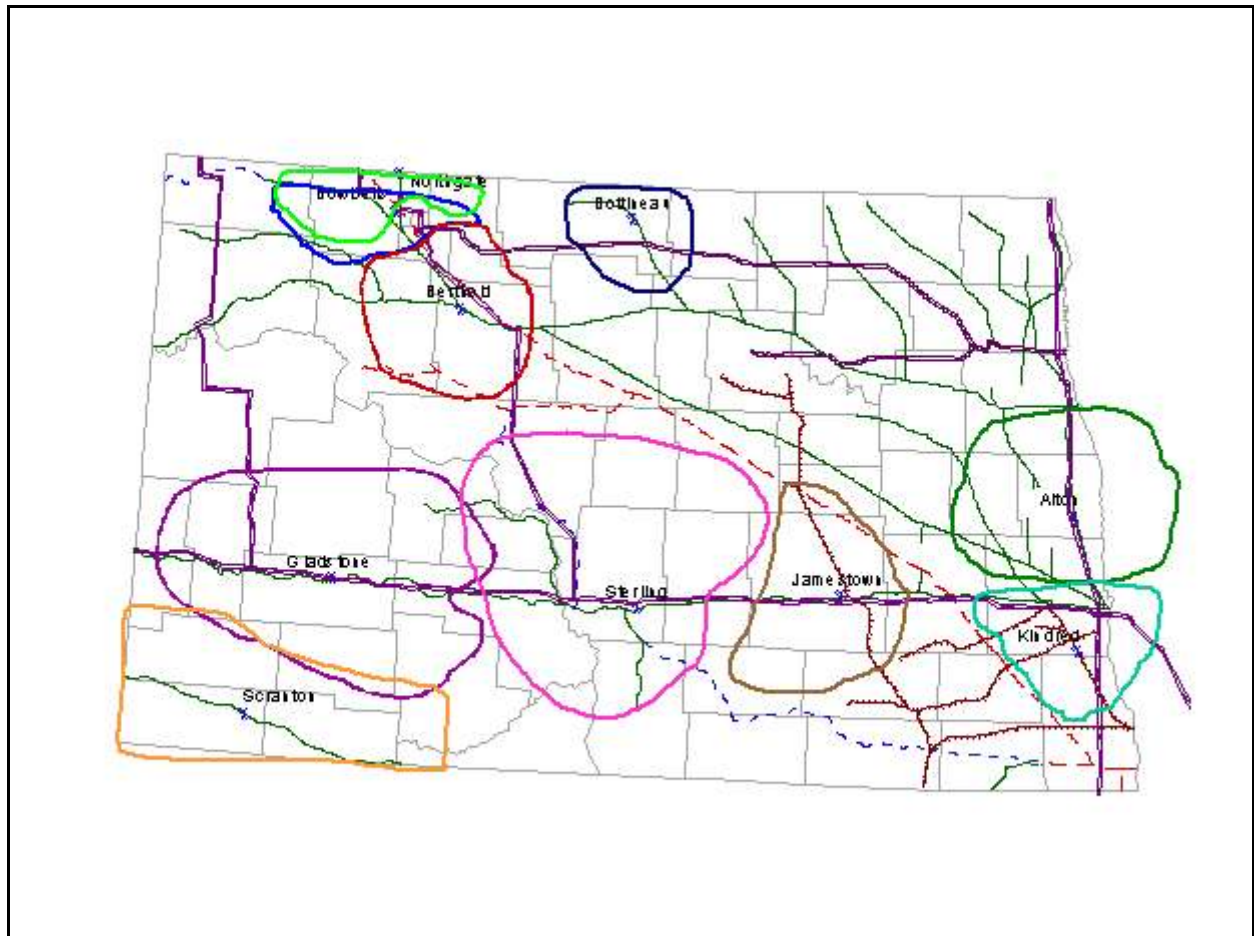 Northgate
Bowbells
Bottineau
Berthold
Alton
Gladstone
Jamestown
Sterling
Kindred
Scranton